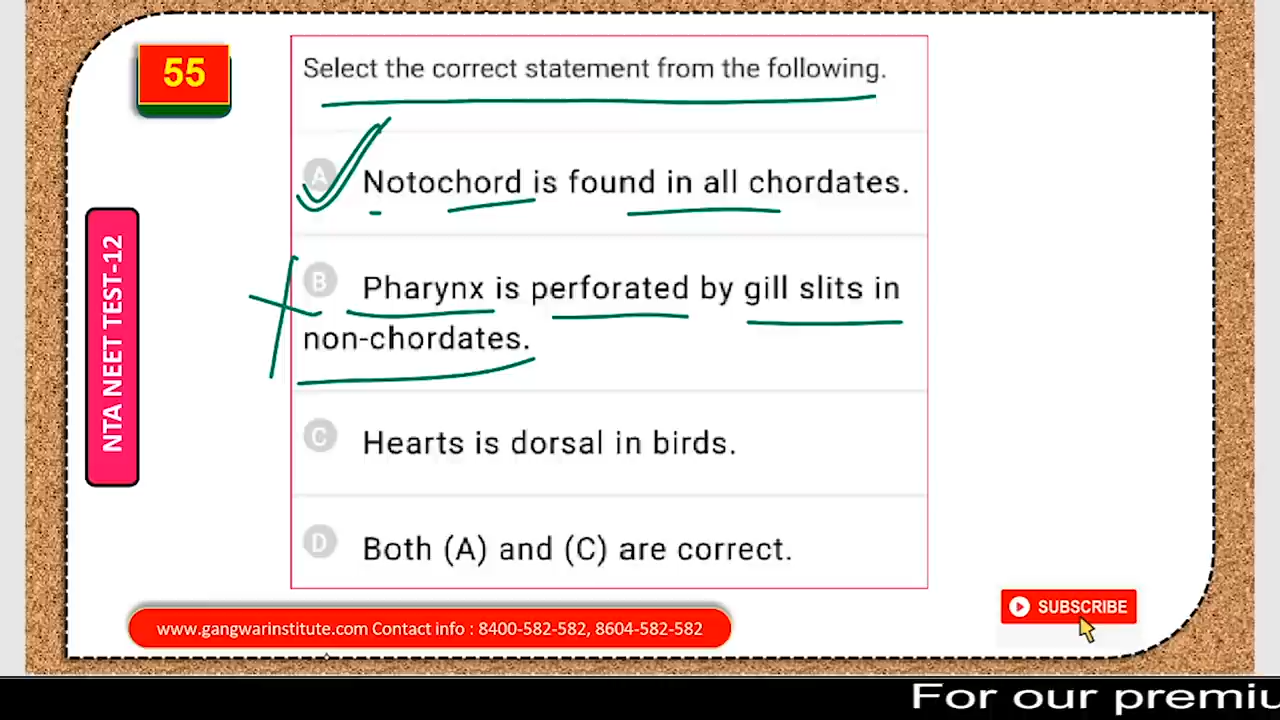 55
Select the correct statement from the following.
A Notochord is found in all chordates.
B Pharynx is perforated by gill slits in
non-chordates.
C Hearts is dorsal in birds.
D Both (A) and (C) are correct.
NTA NEET TEST-12
www.gangwarinstitute.com Contact info : 8400-582-582, 8604-582-582
SUBSCRIBE
For our premiu